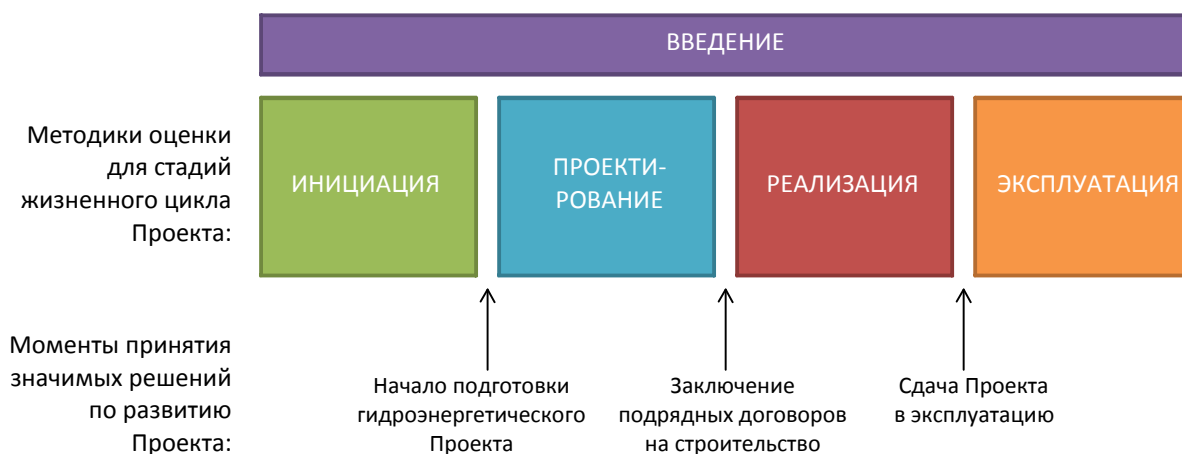 ВВЕДЕНИЕ
Методики оценки
для стадий
жизненного цикла
Проекта:
ИНИЦИАЦИЯ
ПРОЕКТИ-
РОВАНИЕ
РЕАЛИЗАЦИЯ
ЭКСПЛУАТАЦИЯ
Моменты принятия
значимых решений
по развитию
Проекта:
Начало подготовки
гидроэнергетического
Проекта
Заключение
подрядных договоров
на строительство
Сдача Проекта
в эксплуатацию